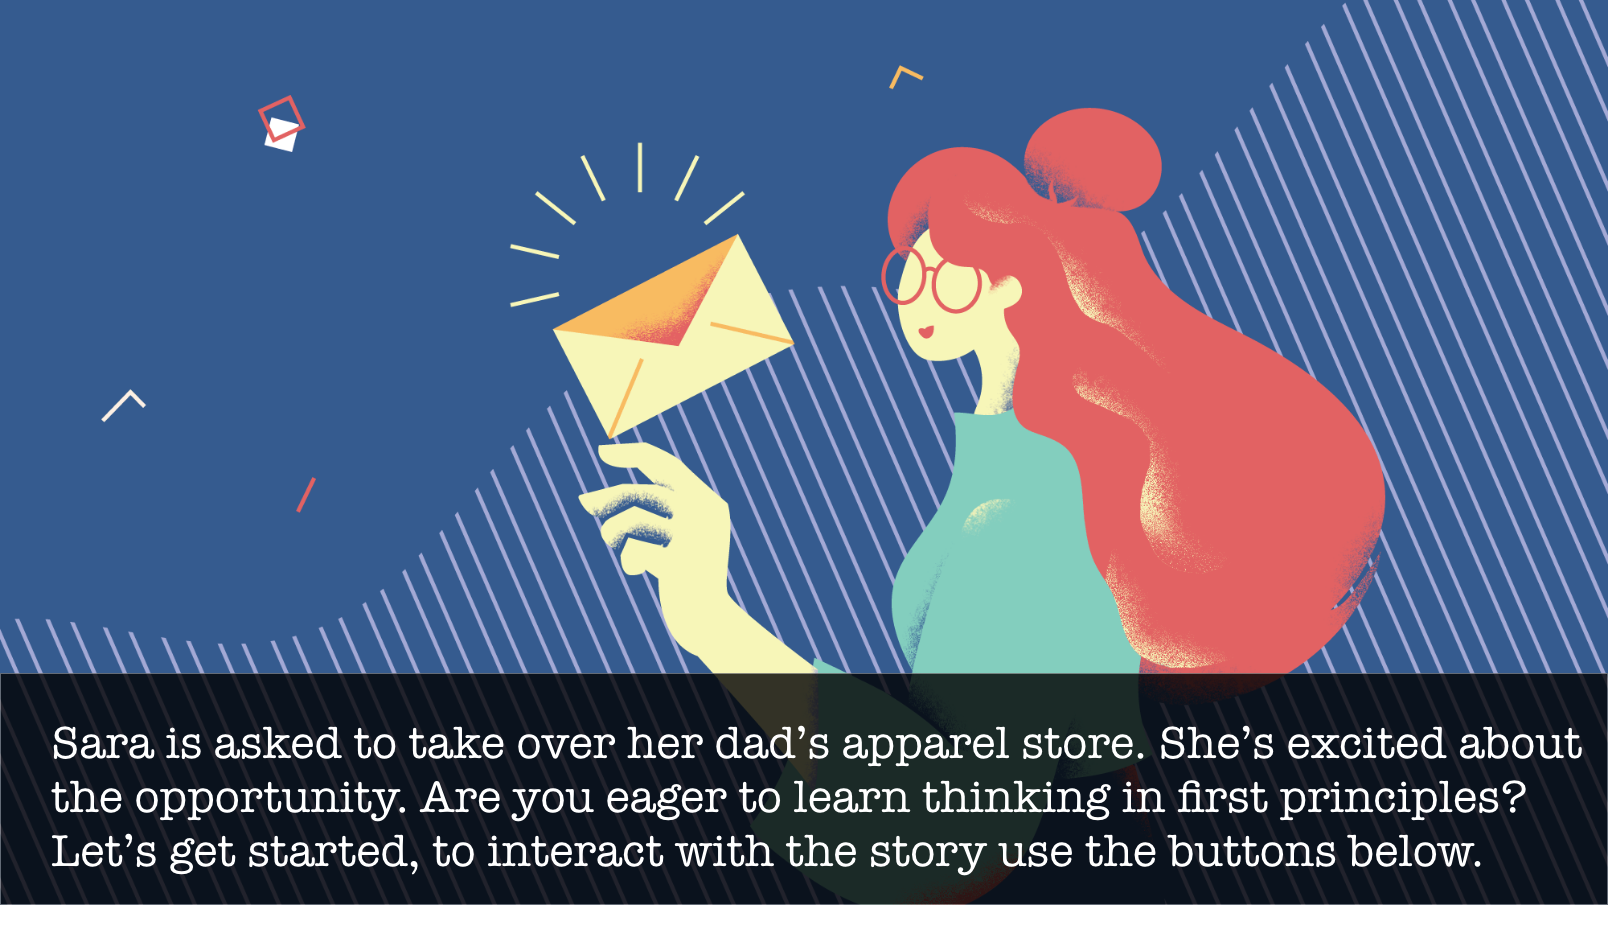 Sara is asked to take over her dad’s apparel store. She’s excited about
the opportunity. Are you eager to learn thinking in first principles?
Let’s get started, to interact with the story use the buttons below.